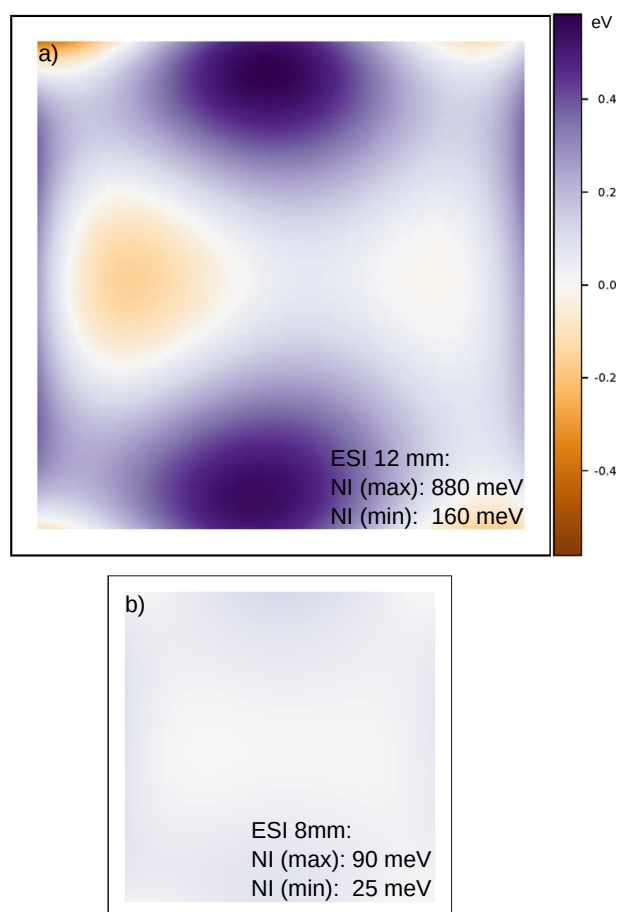 eV
a)
0.4
0.2
0.0
-0.2
-0.4
ESI 12 mm:
NI (max): 880 meV
NI (min): 160 meV
b)
ESI 8mm:
NI (max): 90 meV
NI (min): 25 meV